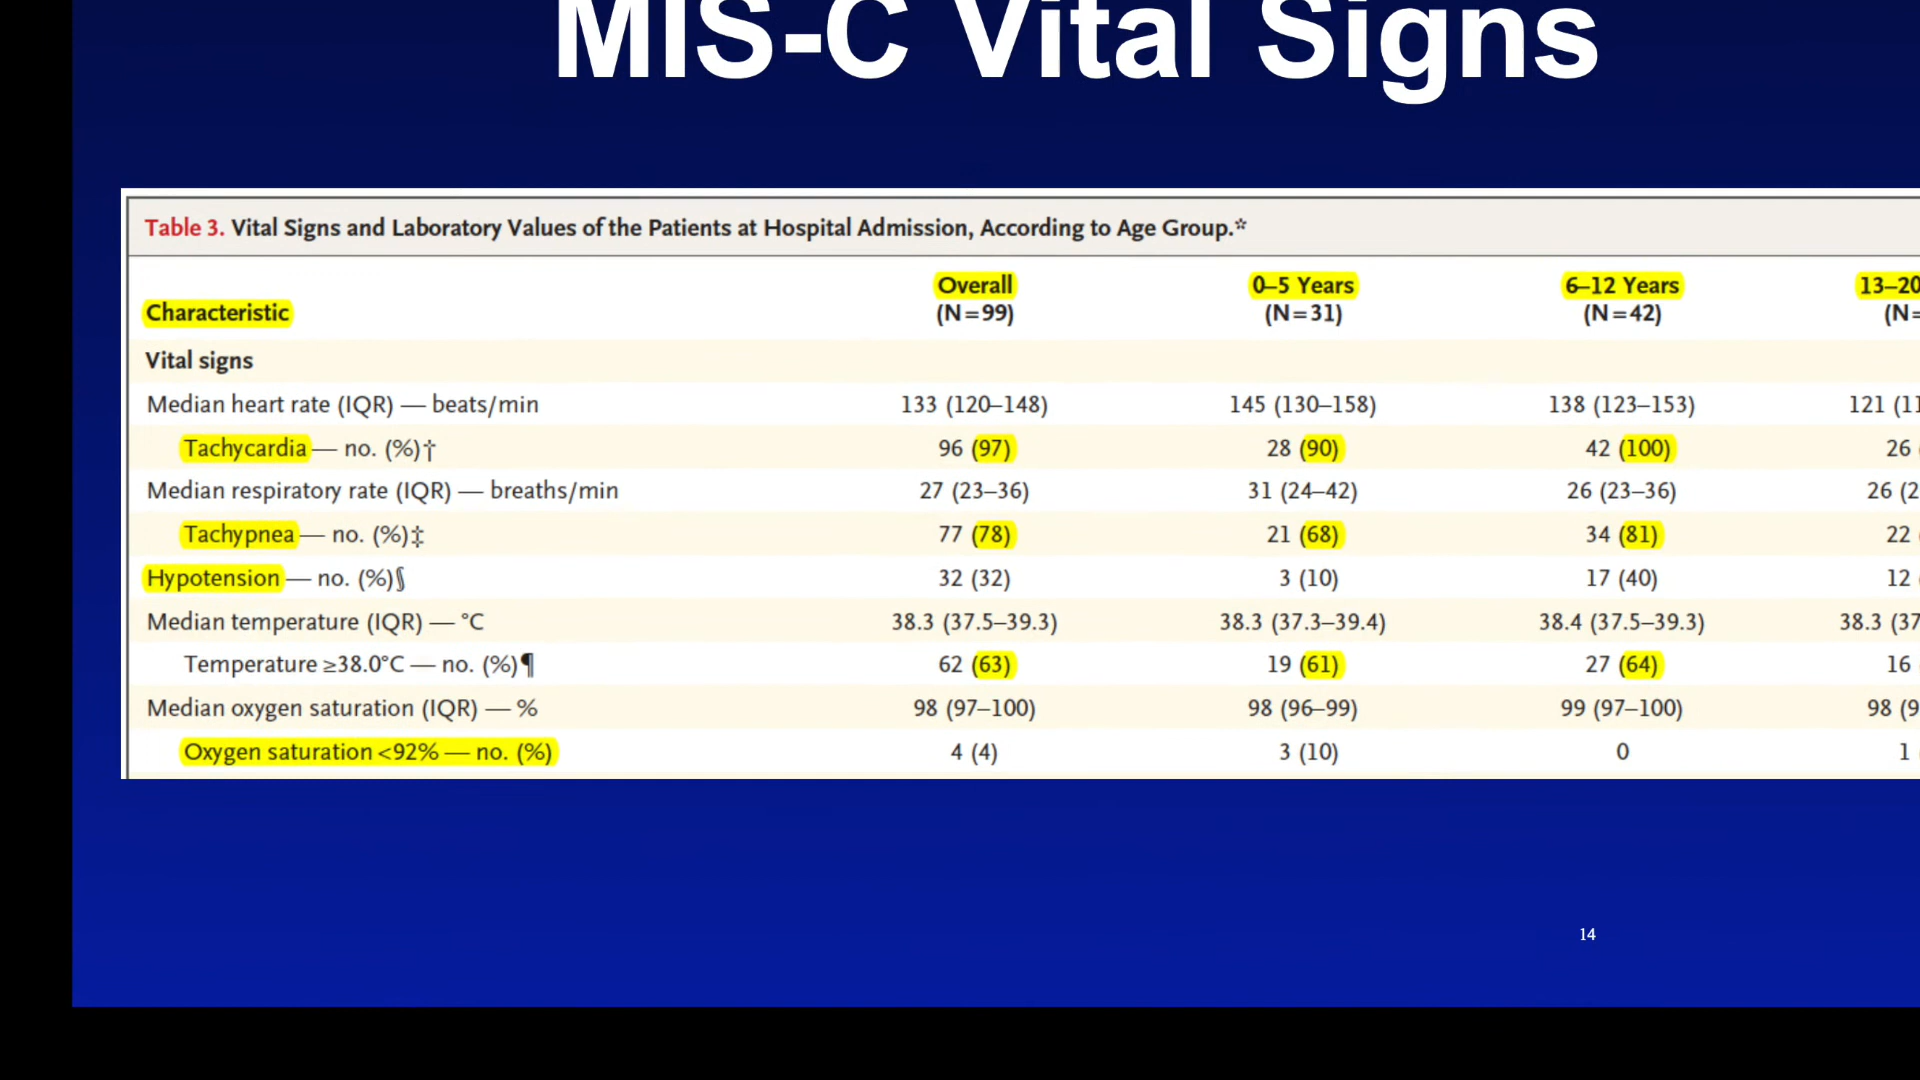 MIS-C Vital Signs
Table 3. Vital Signs and Laboratory Values of the Patients at Hospital Admission, According to Age Group.*
Characteristic Overall (N=99) 0–5 Years (N=31) 6–12 Years (N=42) 13–20 (N=
Vital signs
Median heart rate (IQR) — beats/min 133 (120–148) 145 (130–158) 138 (123–153) 121 (11
Tachycardia — no. (%)† 96 (97) 28 (90) 42 (100) 26
Median respiratory rate (IQR) — breaths/min 27 (23–36) 31 (24–42) 26 (23–36) 26 (2
Tachypnea — no. (%)‡ 77 (78) 21 (68) 34 (81) 22
Hypotension — no. (%)§ 32 (32) 3 (10) 17 (40) 12
Median temperature (IQR) — °C 38.3 (37.5–39.3) 38.3 (37.3–39.4) 38.4 (37.5–39.3) 38.3 (37
Temperature ≥38.0°C — no. (%)¶ 62 (63) 19 (61) 27 (64) 16
Median oxygen saturation (IQR) — % 98 (97–100) 98 (96–99) 99 (97–100) 98 (9
Oxygen saturation <92% — no. (%) 4 (4) 3 (10) 0 1
14